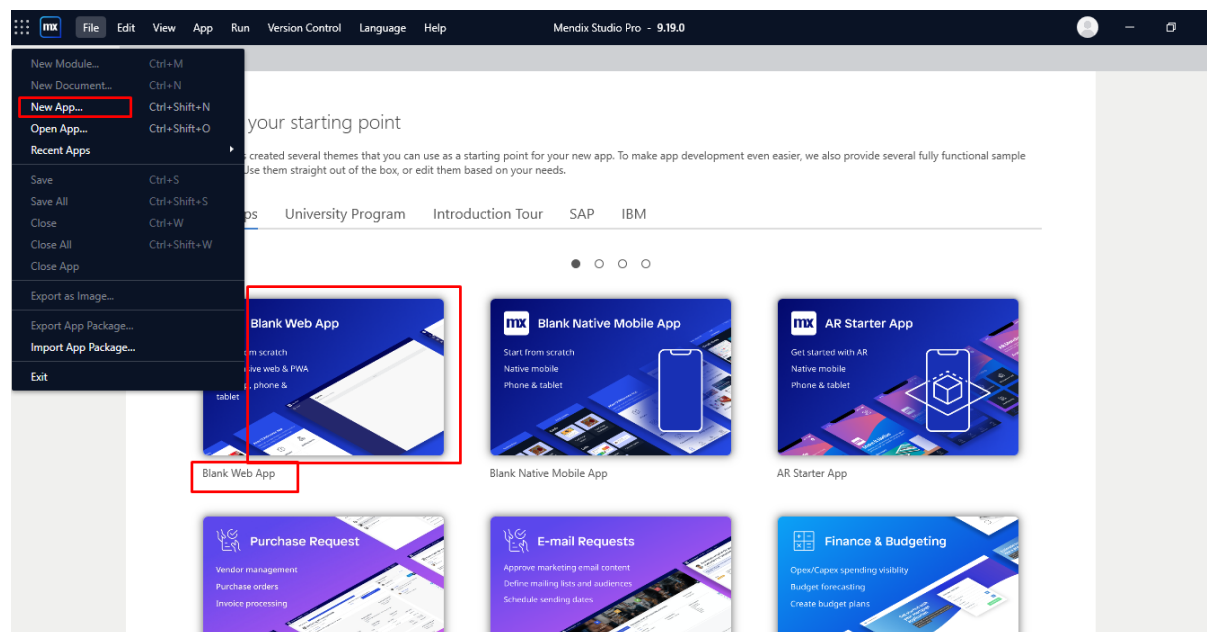 mx File Edit View App Run Version Control Language Help Mendix Studio Pro - 9.19.0
New Module... Ctrl+M
New Document... Ctrl+N
New App... Ctrl+Shift+N
Open App... Ctrl+Shift+O
Recent Apps
Save Ctrl+S
Save All Ctrl+Shift+S
Close Ctrl+W
Close All Ctrl+Shift+W
Close App
Export as Image...
Export App Package...
Import App Package...
Exit
your starting point
created several themes that you can use as a starting point for your new app. To make app development even easier, we also provide several fully functional sample
Use them straight out of the box, or edit them based on your needs.
ps University Program Introduction Tour SAP IBM
Blank Web App
m scratch
ive web & PWA
phone &
tablet
Blank Web App
mx Blank Native Mobile App
Start from scratch
Native mobile
Phone & tablet
Blank Native Mobile App
mx AR Starter App
Get started with AR
Native mobile
Phone & tablet
AR Starter App
Purchase Request
Vendor management
Purchase orders
Invoice processing
E-mail Requests
Approve marketing email content
Define mailing lists and audiences
Schedule sending dates
Finance & Budgeting
Opex/Capex spending visiblity
Budget forecasting
Create budget plans